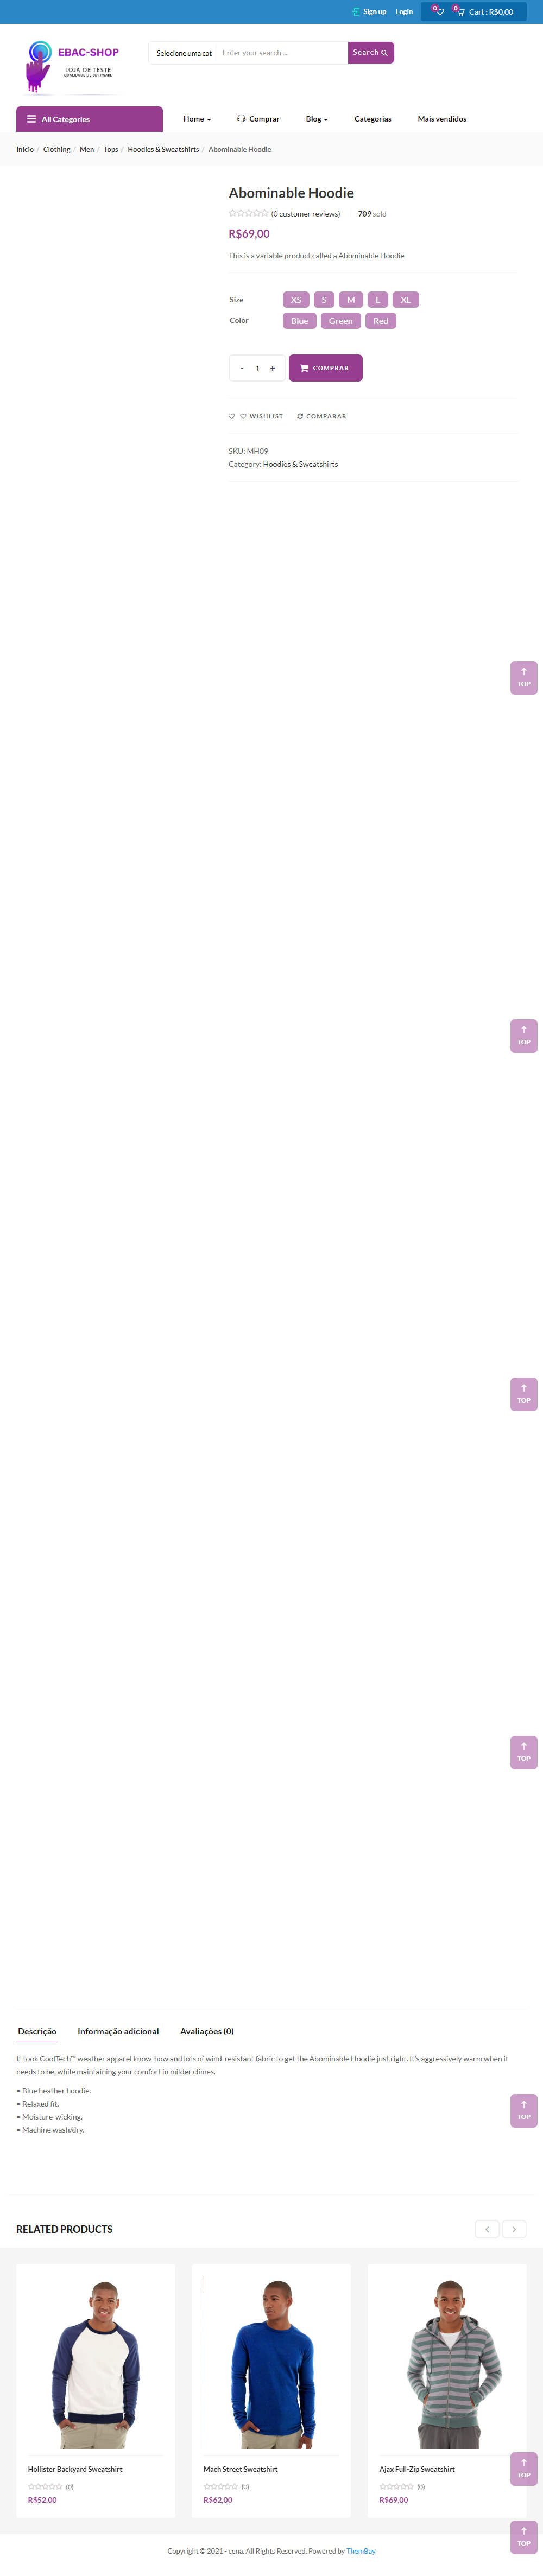 Sign up Login 0 0 Cart : R$0,00
EBAC-SHOP
LOJA DE TESTE
QUALIDADE DE SOFTWARE
Selecione uma cat Enter your search ... Search
All Categories Home Comprar Blog Categorias Mais vendidos
Início / Clothing / Men / Tops / Hoodies & Sweatshirts / Abominable Hoodie
Abominable Hoodie
(0 customer reviews) 709 sold
R$69,00
This is a variable product called a Abominable Hoodie
Size XS S M L XL
Color Blue Green Red
- 1 + COMPRAR
WISHLIST COMPARAR
SKU: MH09
Category: Hoodies & Sweatshirts
TOP
TOP
TOP
TOP
Descrição Informação adicional Avaliações (0)
It took CoolTech™ weather apparel know-how and lots of wind-resistant fabric to get the Abominable Hoodie just right. It's aggressively warm when it
needs to be, while maintaining your comfort in milder climes.
• Blue heather hoodie.
• Relaxed fit.
• Moisture-wicking.
• Machine wash/dry.
TOP
RELATED PRODUCTS
Hollister Backyard Sweatshirt
(0)
R$52,00
Mach Street Sweatshirt
(0)
R$62,00
Ajax Full-Zip Sweatshirt
(0)
R$69,00
TOP
TOP
Copyright © 2021 - cena. All Rights Reserved. Powered by ThemBay